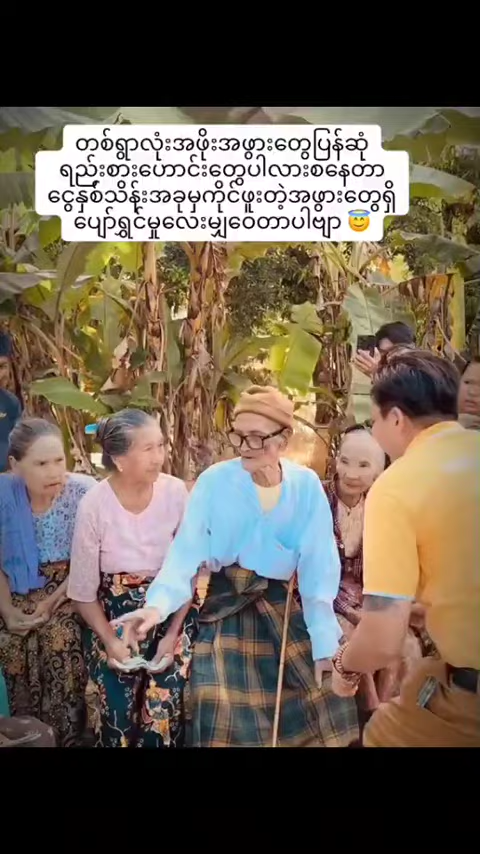 တစ်ရွာလုံးအဖိုးအဖွားတွေပြန်ဆုံ
ရည်းစားဟောင်းတွေပါလားစနေတာ
ငွေနှစ်သိန်းအခုမှကိုင်ဖူးတဲ့အဖွားတွေရှိ
ပျော်ရွှင်မှုလေးမျှဝေတာပါဗျာ 😇